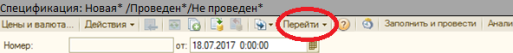 Спецификация: Новая* /Проведен*/Не проведен*
Цены и валюта... Действия Перейти Заполнить и провести Анали
Номер: от: 18.07.2017 0:00:00